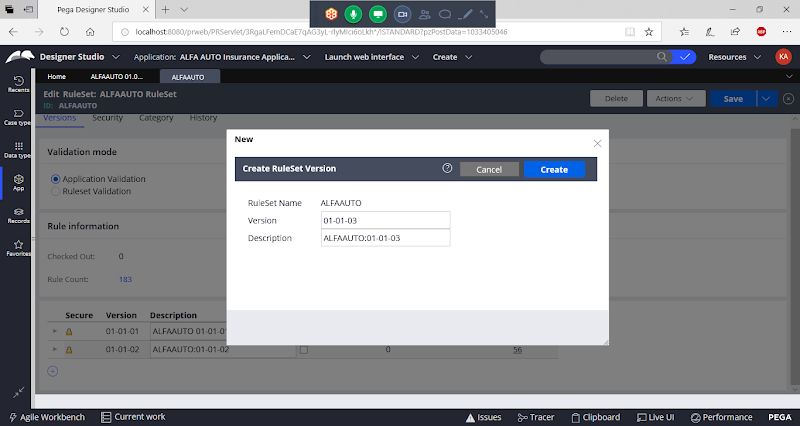 Pega Designer Studio
localhost:8080/prweb/PRServlet/3RgaLFemDCaE7qAG3yL-rlyMIci6oLkh*/!STANDARD?pzPostData=1033405046
Designer Studio
Application: ALFA AUTO Insurance Applica...
Launch web interface
Create
Resources
KA
Home
ALFAAUTO 01.0...
ALFAAUTO
Recents
Case types
Data types
App
Records
Favorites
Edit RuleSet: ALFAAUTO RuleSet
ID: ALFAAUTO
Delete
Actions
Save
Versions
Security
Category
History
Validation mode
Application Validation
Ruleset Validation
Rule information
Checked Out: 0
Rule Count: 183
Secure Version Description
01-01-01 ALFAAUTO 01-01-01
01-01-02 ALFAAUTO:01-01-02 0 56
New
Create RuleSet Version
Cancel
Create
RuleSet Name ALFAAUTO
Version 01-01-03
Description ALFAAUTO:01-01-03
Agile Workbench
Current work
Issues
Tracer
Clipboard
Live UI
Performance
PEGA